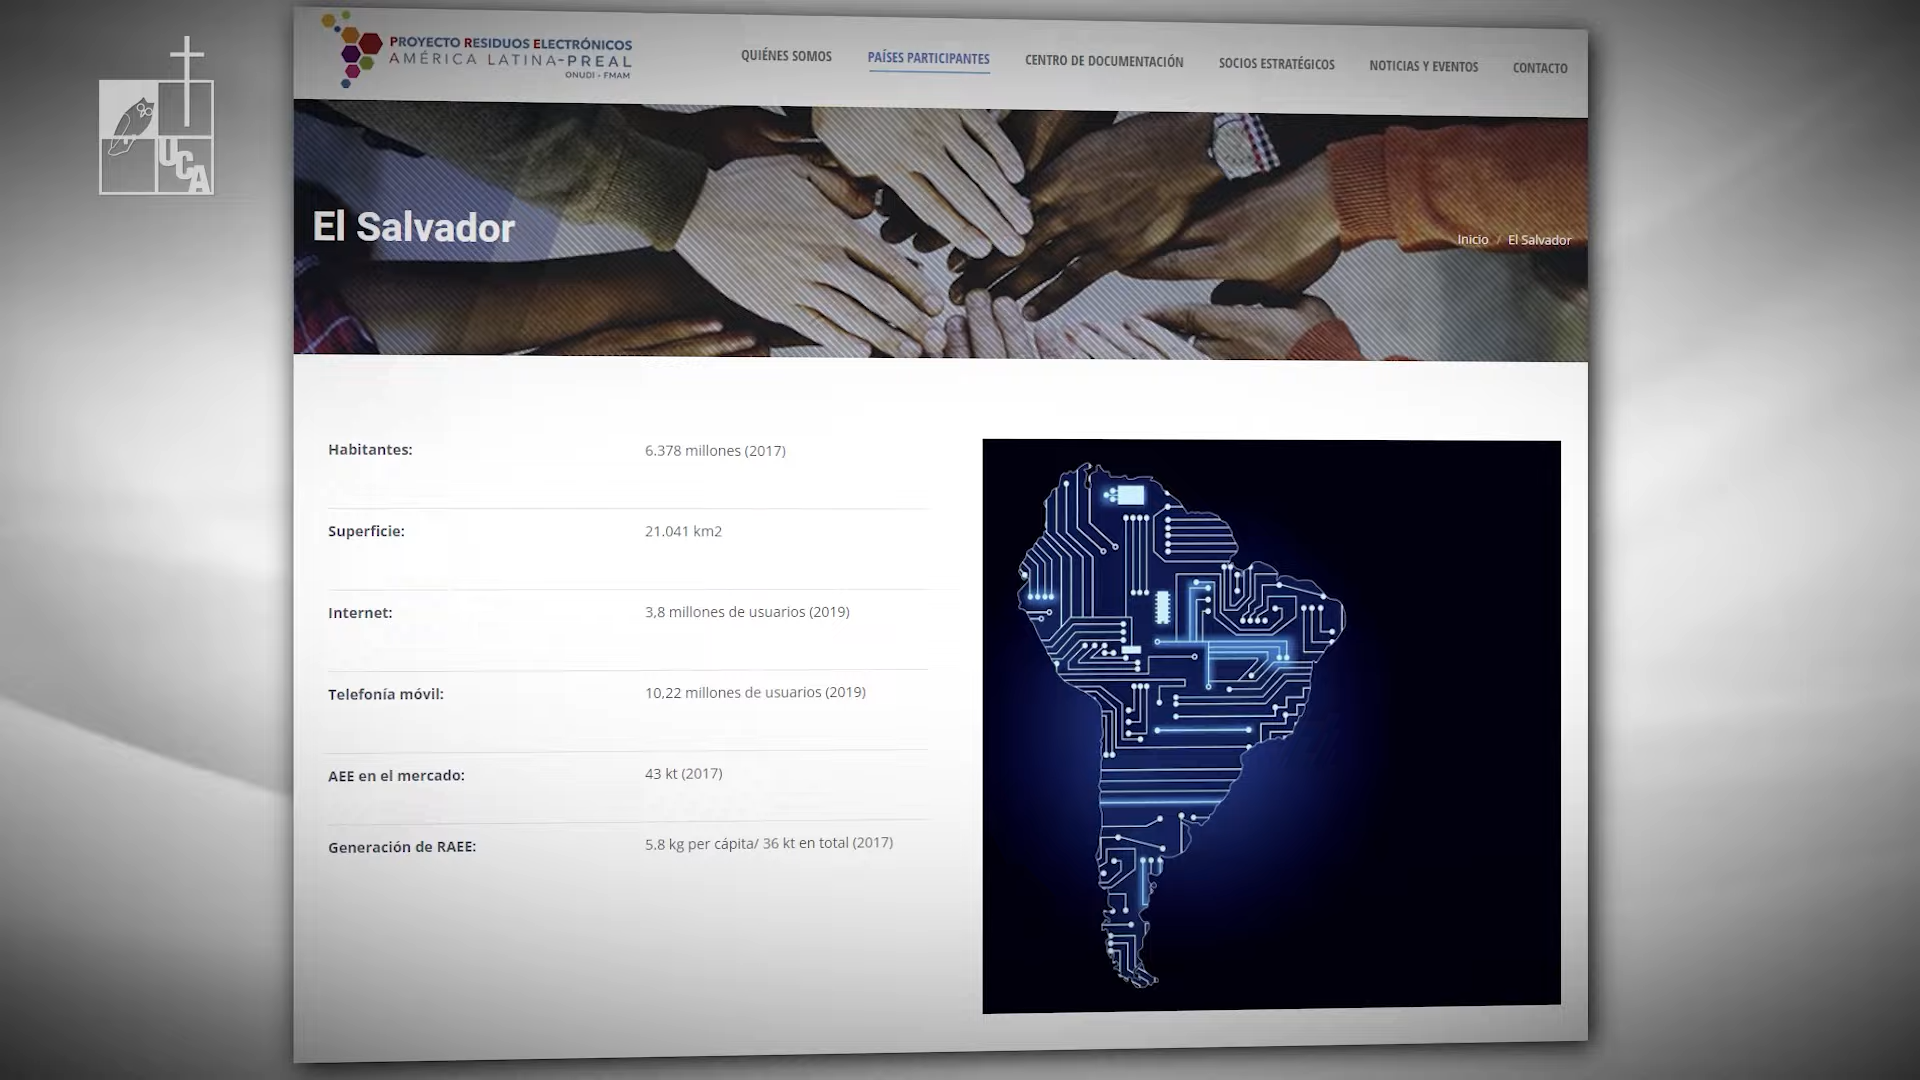 UCA
PROYECTO RESIDUOS ELECTRÓNICOS
AMÉRICA LATINA-PREAL
ONUDI - FMAM
QUIÉNES SOMOS
PAÍSES PARTICIPANTES
CENTRO DE DOCUMENTACIÓN
SOCIOS ESTRATÉGICOS
NOTICIAS Y EVENTOS
CONTACTO
El Salvador
Inicio / El Salvador
Habitantes: 6.378 millones (2017)
Superficie: 21.041 km2
Internet: 3,8 millones de usuarios (2019)
Telefonía móvil: 10,22 millones de usuarios (2019)
AEE en el mercado: 43 kt (2017)
Generación de RAEE: 5.8 kg per cápita/ 36 kt en total (2017)